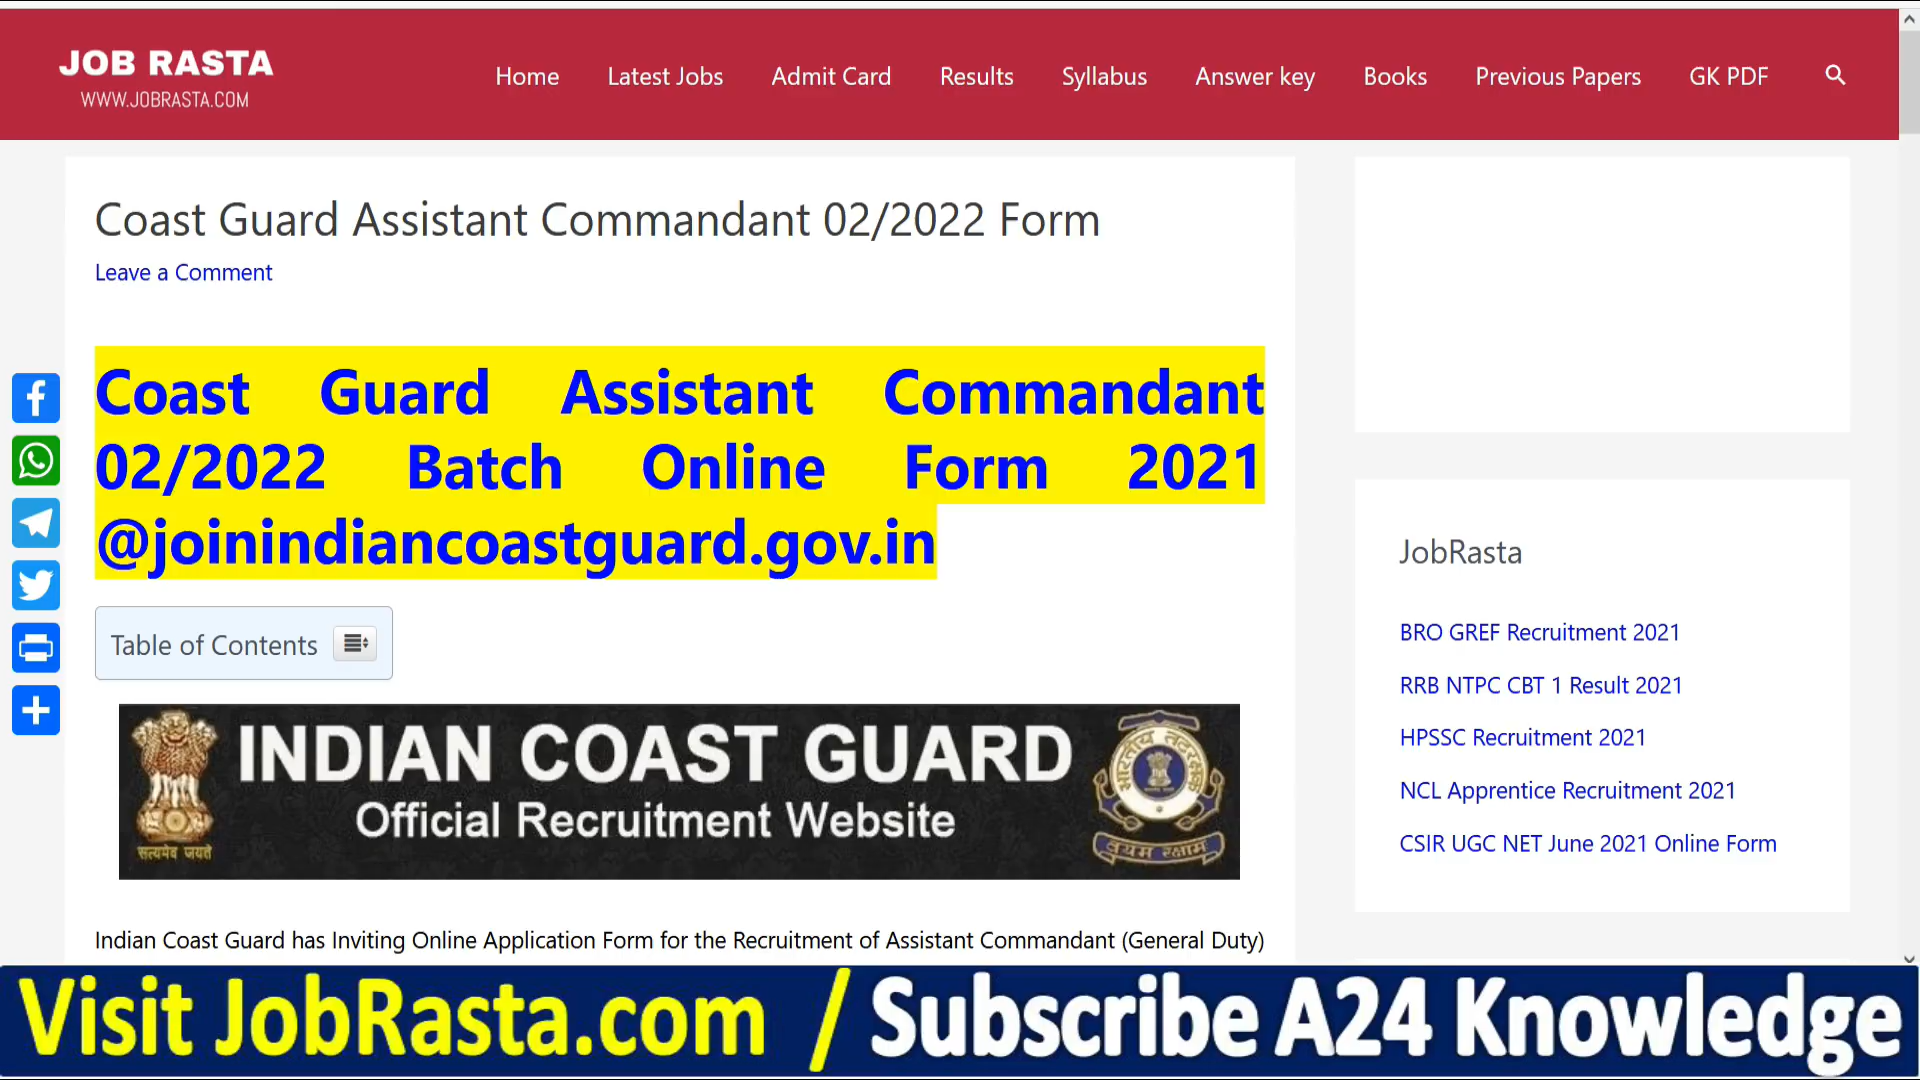 JOB RASTA
WWW.JOBRASTA.COM
Home Latest Jobs Admit Card Results Syllabus Answer key Books Previous Papers GK PDF
Coast Guard Assistant Commandant 02/2022 Form
Leave a Comment
Coast Guard Assistant Commandant
02/2022 Batch Online Form 2021
@joinindiancoastguard.gov.in
Table of Contents
INDIAN COAST GUARD
Official Recruitment Website
सत्यमेव जयते
भारतीय तटरक्षक
वयम रक्षामः
Indian Coast Guard has Inviting Online Application Form for the Recruitment of Assistant Commandant (General Duty)
JobRasta
BRO GREF Recruitment 2021
RRB NTPC CBT 1 Result 2021
HPSSC Recruitment 2021
NCL Apprentice Recruitment 2021
CSIR UGC NET June 2021 Online Form
Visit JobRasta.com / Subscribe A24 Knowledge